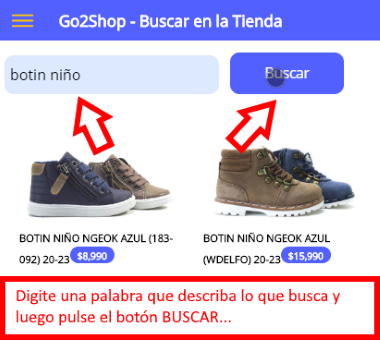 Go2Shop - Buscar en la Tienda
botin niño
Buscar
BOTIN NIÑO NGEOK AZUL (183-
092) 20-23 $8,990
BOTIN NIÑO NGEOK AZUL
(WDELFO) 20-23 $15,990
Digite una palabra que describa lo que busca y
luego pulse el botón BUSCAR...